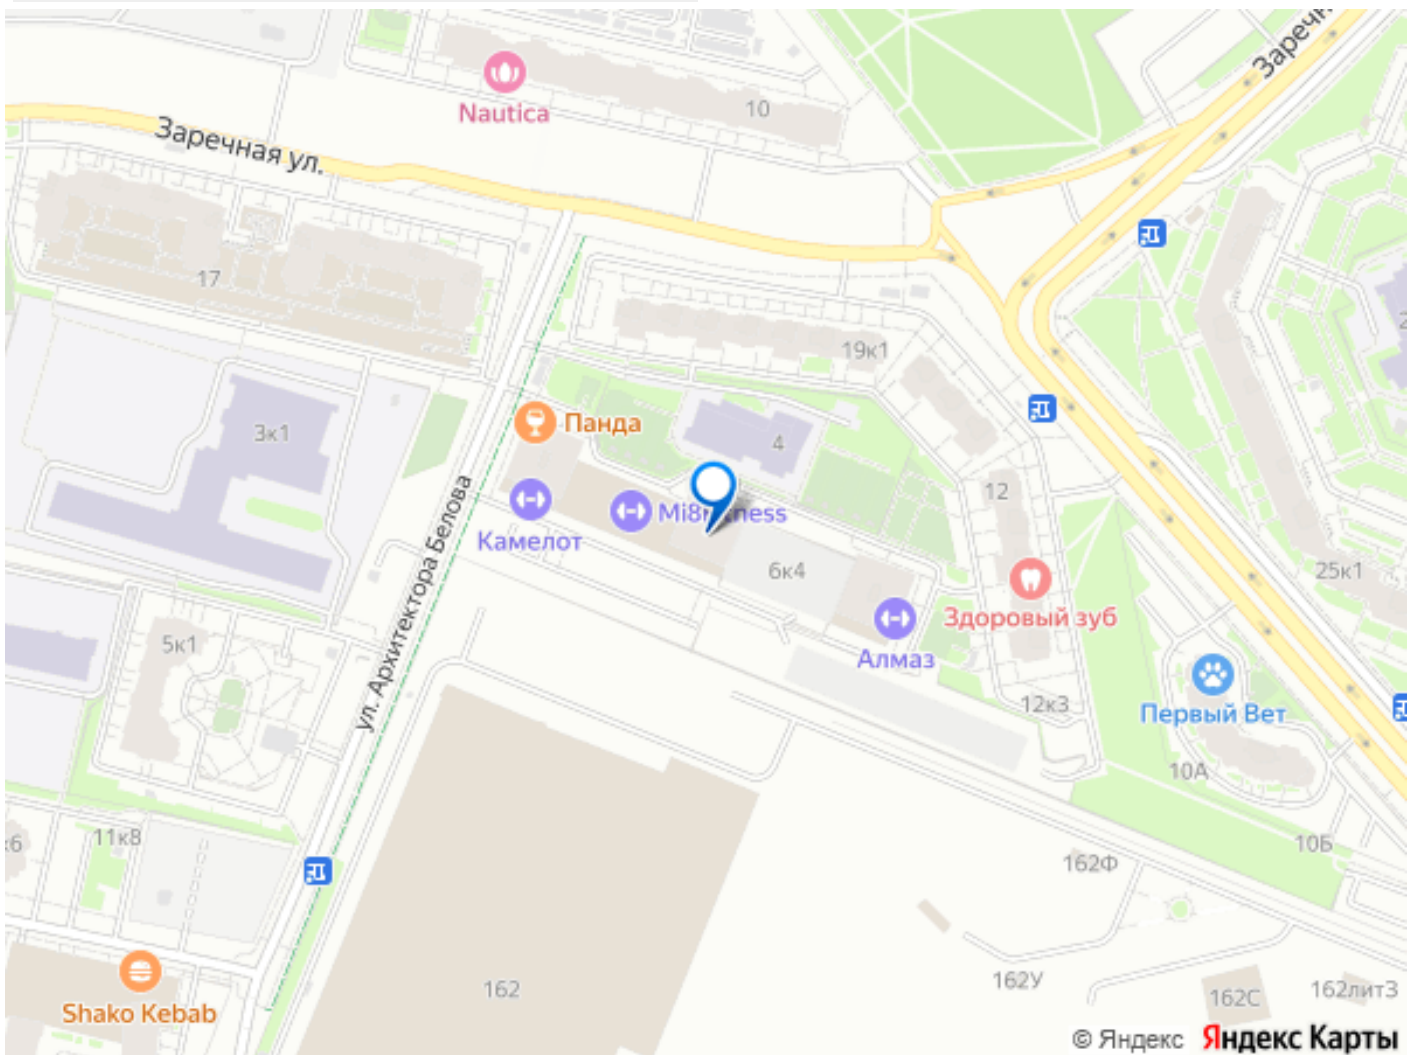 Заречн
Nautica
10
Заречная ул.
17
19к1
Панда
3к1
4
12
Mi8
ness
Камелот
ул. Архитектора Белова
6к4
25к1
Здоровый зуб
5к1
Алмаз
12к3
Первый Вет
10А
11к8
10Б
162Ф
162
162У
162С
162лит3
Shako Kebab
© Яндекс Яндекс Карты